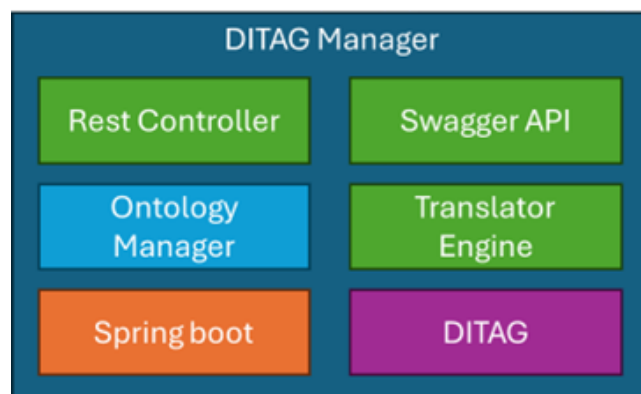 DITAG Manager
Rest Controller
Swagger API
Ontology
Manager
Translator
Engine
Spring boot
DITAG